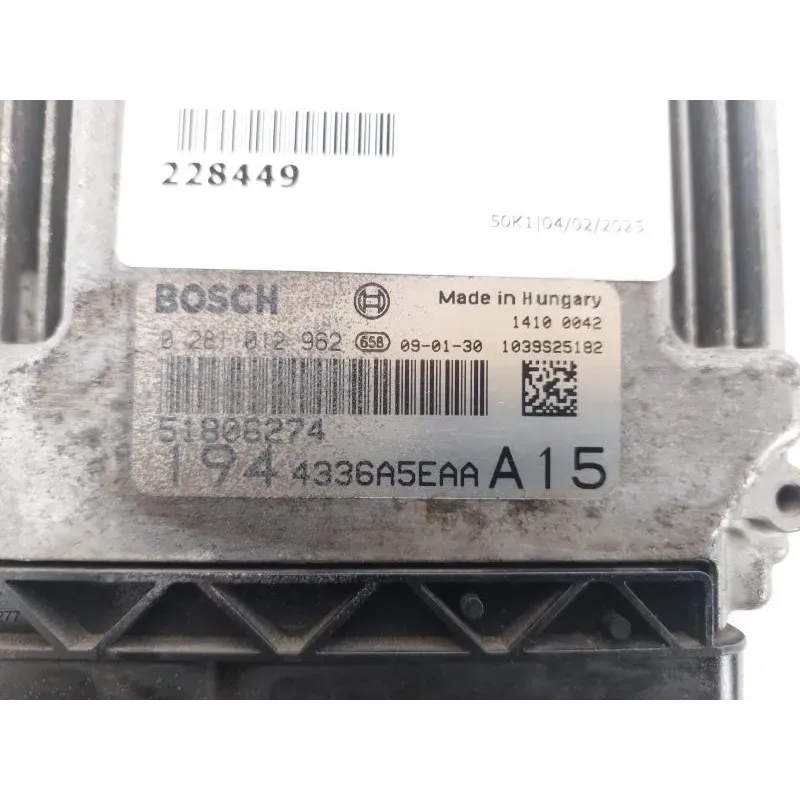 228449
50K1|04/02/2025
BOSCH Made in Hungary
1410 0042
0 281 012 962 658 09-01-30 1039S25182
51806274
194 4336A5EAA A15
277